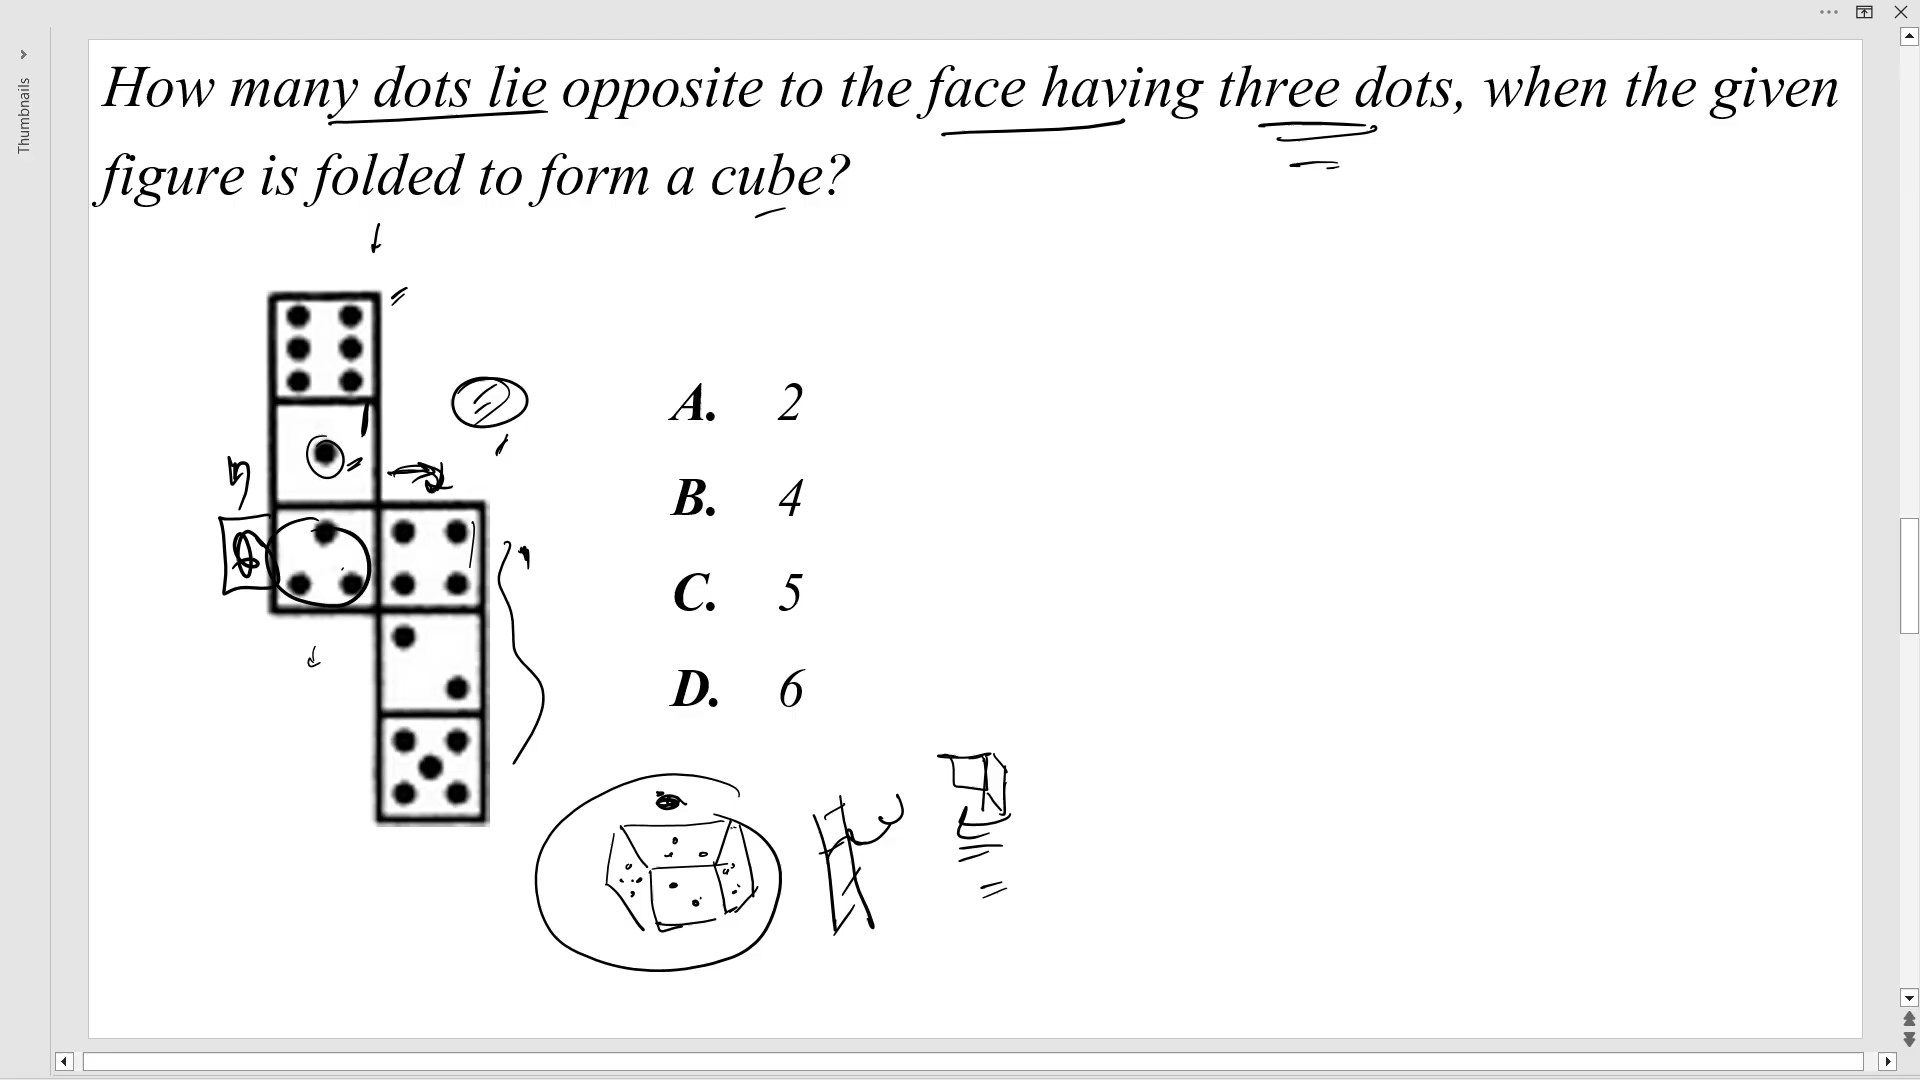 Thumbnails
How many dots lie opposite to the face having three dots, when the given
figure is folded to form a cube?
A. 2
B. 4
C. 5
D. 6